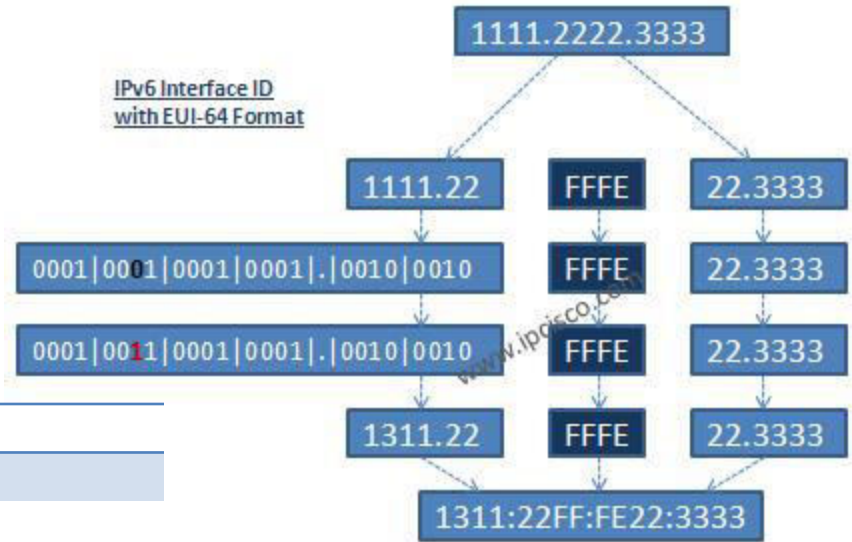 1111.2222.3333
IPv6 Interface ID
with EUI-64 Format
1111.22 FFFE 22.3333
0001|0001|0001|0001|.|0010|0010 FFFE 22.3333
0001|0011|0001|0001|.|0010|0010 FFFE 22.3333
www.ipcisco.com
1311.22 FFFE 22.3333
1311:22FF:FE22:3333